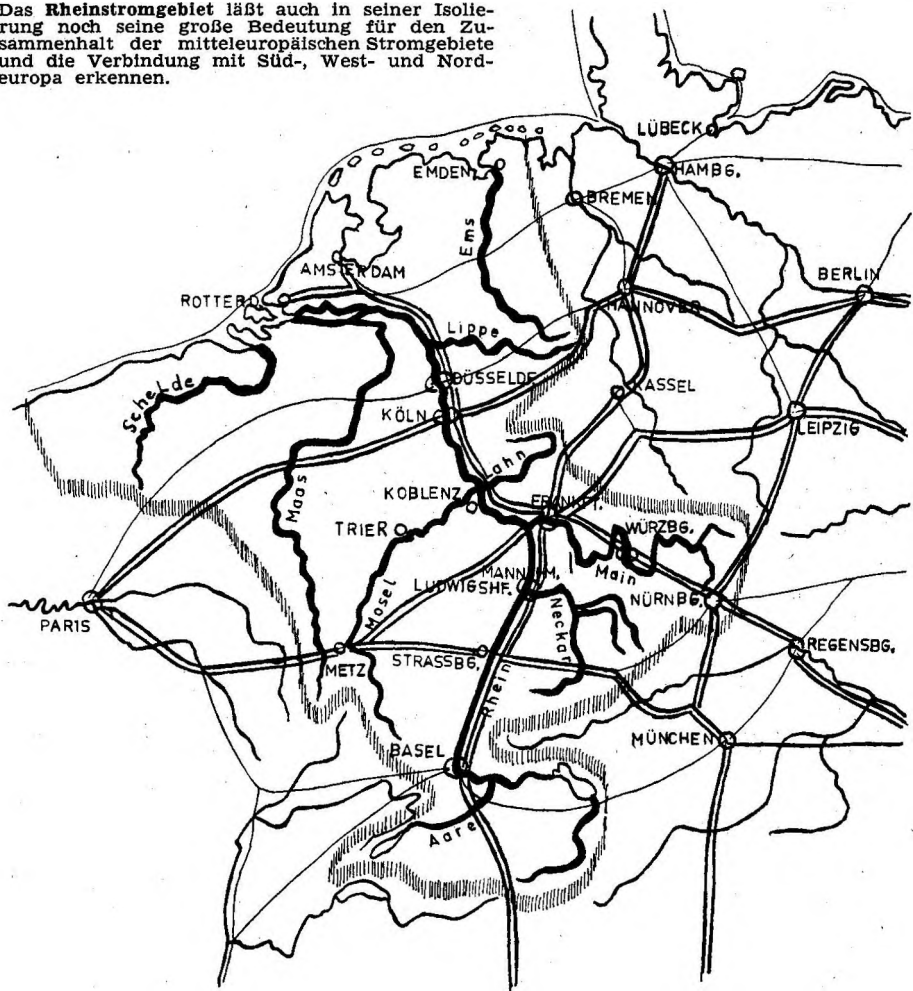 Das Rheinstromgebiet läßt auch in seiner Isolie-
rung noch seine große Bedeutung für den Zu-
sammenhalt der mitteleuropäischen Stromgebiete
und die Verbindung mit Süd-, West- und Nord-
europa erkennen.
LÜBECK
EMDEN
HAMBG.
BREMEN
Ems
AMSTERDAM
BERLIN
ROTTERD.
HANNOVER
Lippe
Schelde
DÜSSELDF.
KASSEL
KÖLN
LEIPZIG
Lahn
Maas
KOBLENZ
FRANKF.
TRIER
WÜRZBG.
Main
MANNHM.
LUDWIGSHF.
Mosel
Neckar
NÜRNBG.
PARIS
REGENSBG.
METZ
STRASSBG.
Rhein
MÜNCHEN
BASEL
Aare